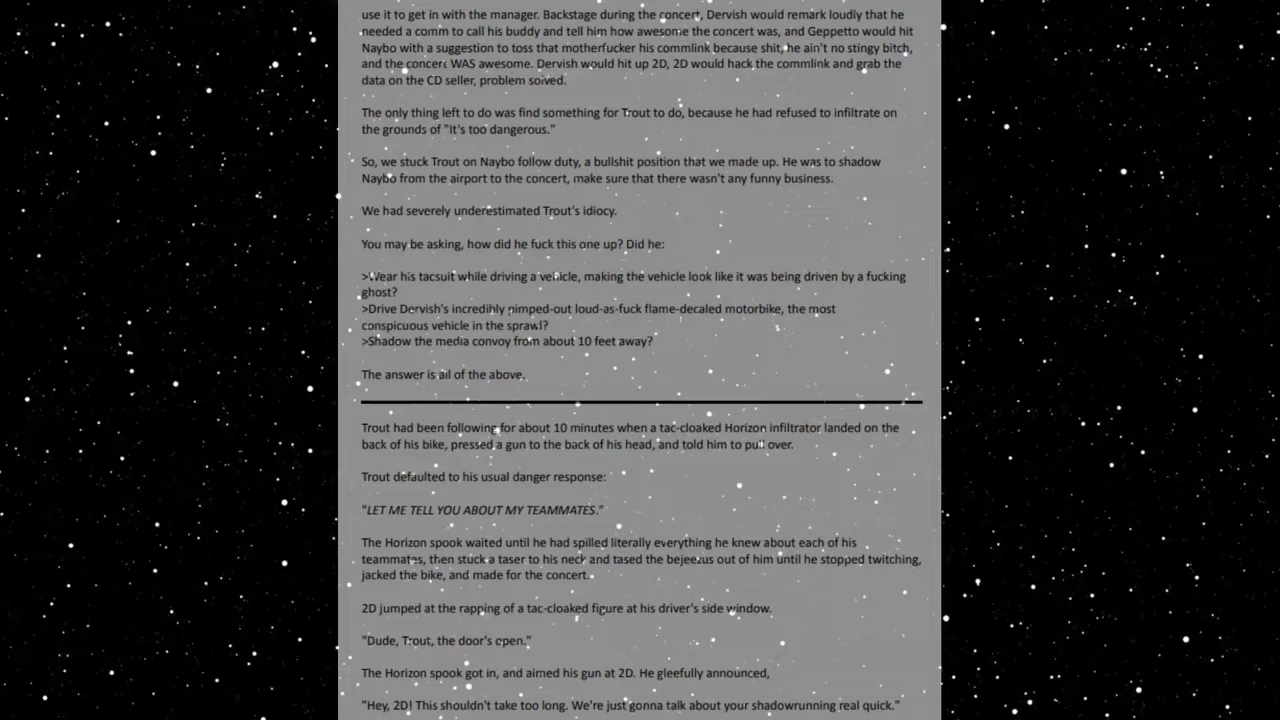 use it to get in with the manager. Backstage during the concert, Dervish would remark loudly that he
needed a comm to call his buddy and tell him how awesome the concert was, and Geppetto would hit
Naybo with a suggestion to toss that motherfucker his commlink because shit, he ain't no stingy bitch,
and the concert WAS awesome. Dervish would hit up 2D, 2D would hack the commlink and grab the
data on the CD seller, problem solved.
The only thing left to do was find something for Trout to do, because he had refused to infiltrate on
the grounds of "It's too dangerous."
So, we stuck Trout on Naybo follow duty, a bullshit position that we made up. He was to shadow
Naybo from the airport to the concert, make sure that there wasn't any funny business.
We had severely underestimated Trout's idiocy.
You may be asking, how did he fuck this one up? Did he:
>Wear his tacsuit while driving a vehicle, making the vehicle look like it was being driven by a fucking
ghost?
>Drive Dervish's incredibly pimped-out loud-as-fuck flame-decaled motorbike, the most
conspicuous vehicle in the sprawl?
>Shadow the media convoy from about 10 feet away?
The answer is all of the above.
Trout had been following for about 10 minutes when a tac-cloaked Horizon infiltrator landed on the
back of his bike, pressed a gun to the back of his head, and told him to pull over.
Trout defaulted to his usual danger response:
"LET ME TELL YOU ABOUT MY TEAMMATES."
The Horizon spook waited until he had spilled literally everything he knew about each of his
teammates, then stuck a taser to his neck and tased the bejeezus out of him until he stopped twitching,
jacked the bike, and made for the concert.
2D jumped at the rapping of a tac-cloaked figure at his driver's side window.
"Dude, Trout, the door's open."
The Horizon spook got in, and aimed his gun at 2D. He gleefully announced,
"Hey, 2D! This shouldn't take too long. We're just gonna talk about your shadowrunning real quick."